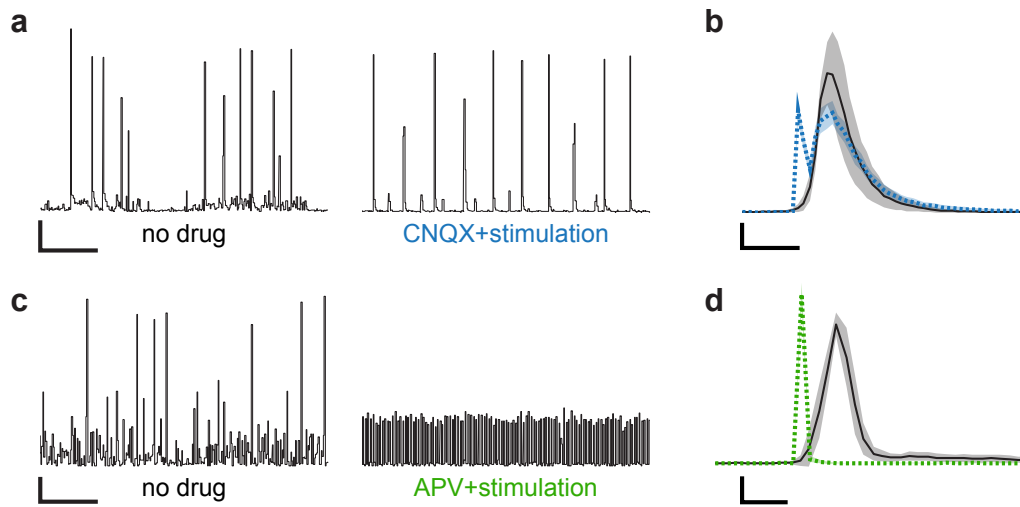 a
b
no drug
CNQX+stimulation
c
d
no drug
APV+stimulation